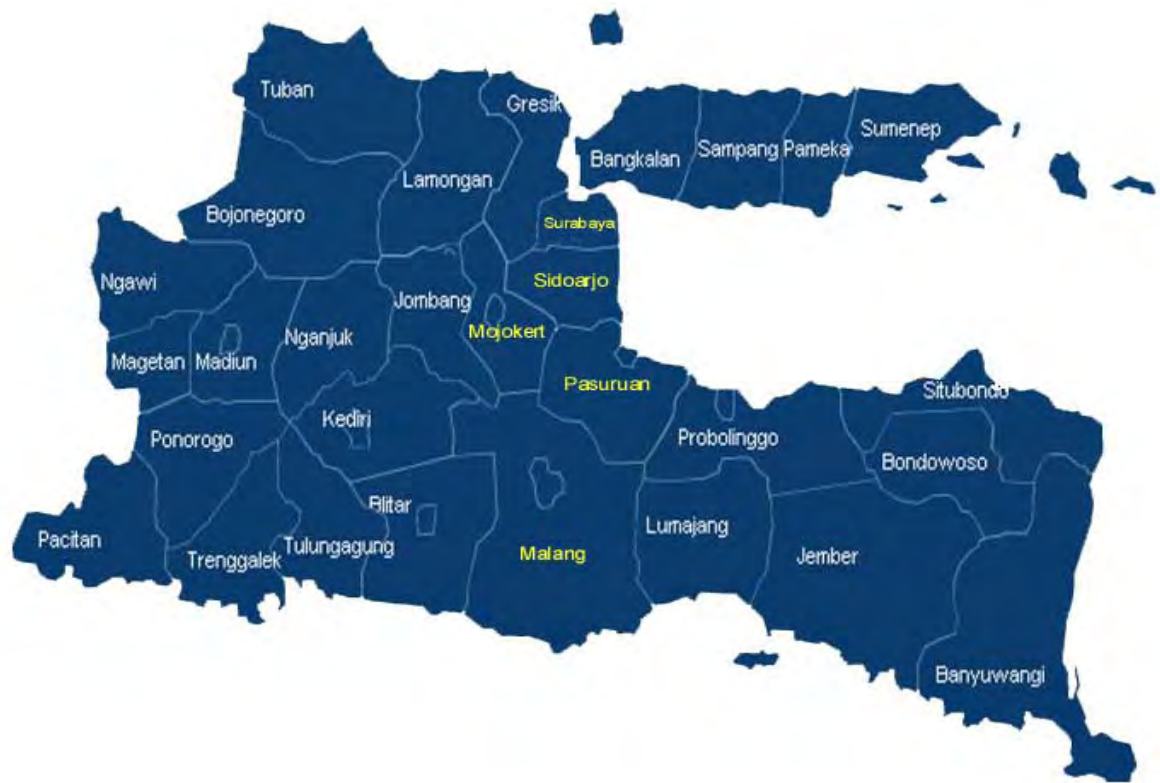 Tuban
Gresik
Lamongan
Bangkalan
Sampang
Pameka
Sumenep
Bojonegoro
Surabaya
Ngawi
Sidoarjo
Jombang
Mojokert
Nganjuk
Magetan
Madiun
Pasuruan
Situbondo
Kediri
Ponorogo
Probolinggo
Bondowoso
Blitar
Lumajang
Pacitan
Trenggalek
Tulungagung
Malang
Jember
Banyuwangi